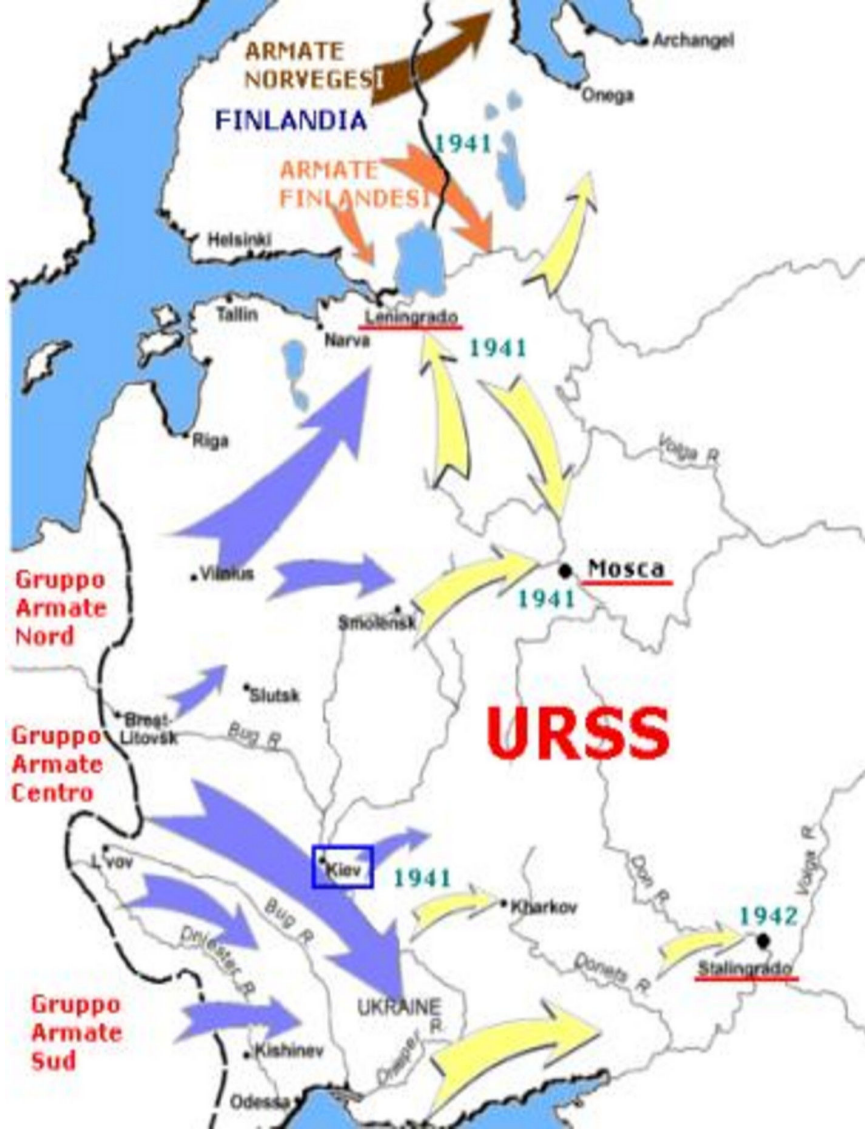 Archangel
ARMATE
NORVEGESI
Onega
FINLANDIA
1941
ARMATE
FINLANDESI
Helsinki
Tallin
Leningrado
Narva
1941
Riga
Volga R.
Vilnius
Mosca
1941
Gruppo
Armate
Nord
Smolensk
Slutsk
Brest-
Litovsk
Bug R.
URSS
Gruppo
Armate
Centro
L'vov
Kiev
1941
Volga R.
Don R.
Kharkov
1942
Bug R.
Dniester R.
Donets R.
Stalingrado
Gruppo
Armate
Sud
UKRAINE
Dnieper R.
Kishinev
Odessa